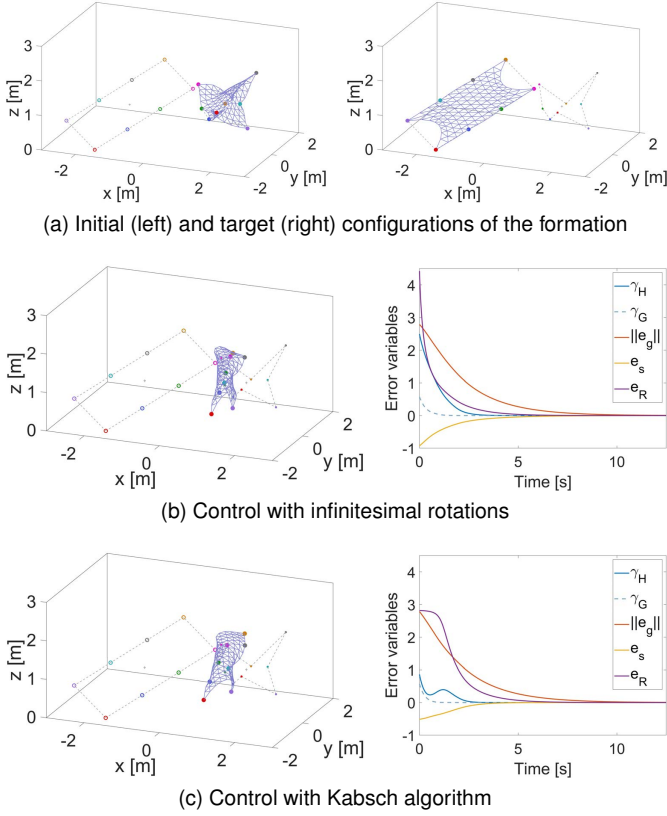 3
2
1
0
z [m]
-2
0
2
x [m]
-2
0
2
y [m]
3
2
1
0
z [m]
-2
0
2
x [m]
-2
0
2
y [m]
(a) Initial (left) and target (right) configurations of the formation
3
2
1
0
z [m]
-2
0
2
x [m]
-2
0
2
y [m]
4
3
2
1
0
-1
Error variables
0
5
10
Time [s]
γH
γG
||eg||
es
eR
(b) Control with infinitesimal rotations
3
2
1
0
z [m]
-2
0
2
x [m]
-2
0
2
y [m]
4
3
2
1
0
-1
Error variables
0
5
10
Time [s]
γH
γG
||eg||
es
eR
(c) Control with Kabsch algorithm